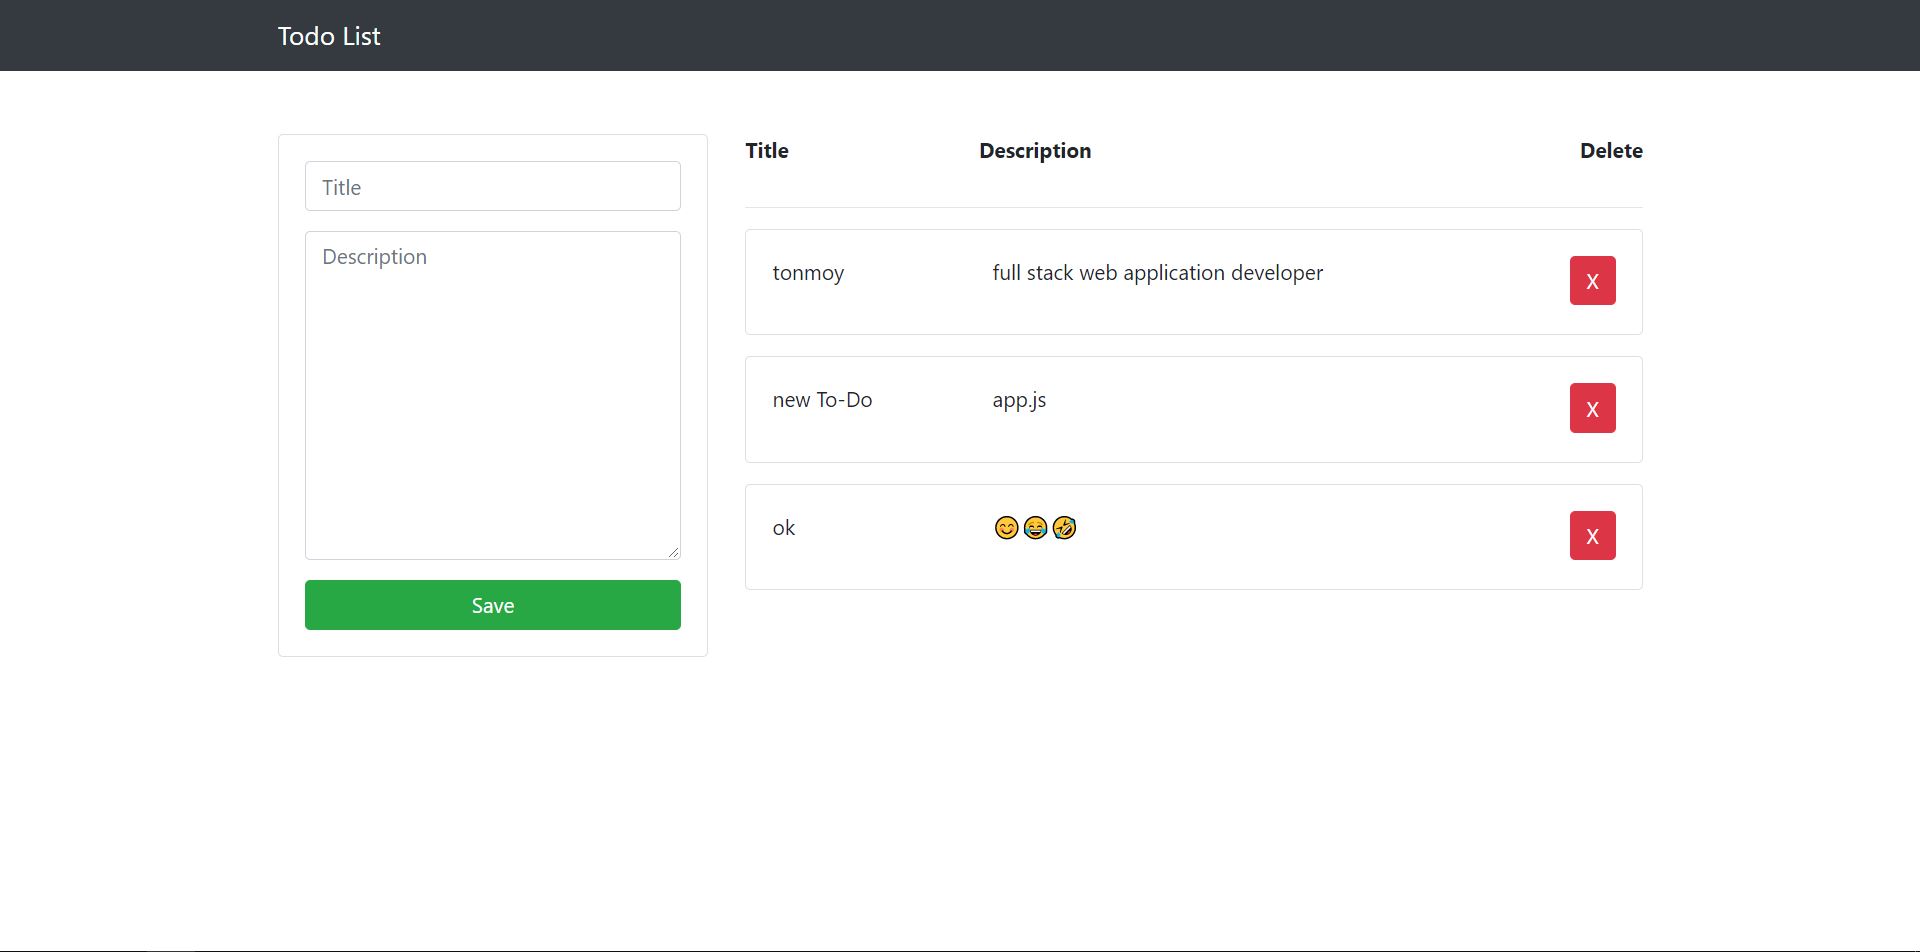 Todo List
Title
Description
Save
Title Description Delete
tonmoy full stack web application developer X
new To-Do app.js X
ok 😊😂🤣 X